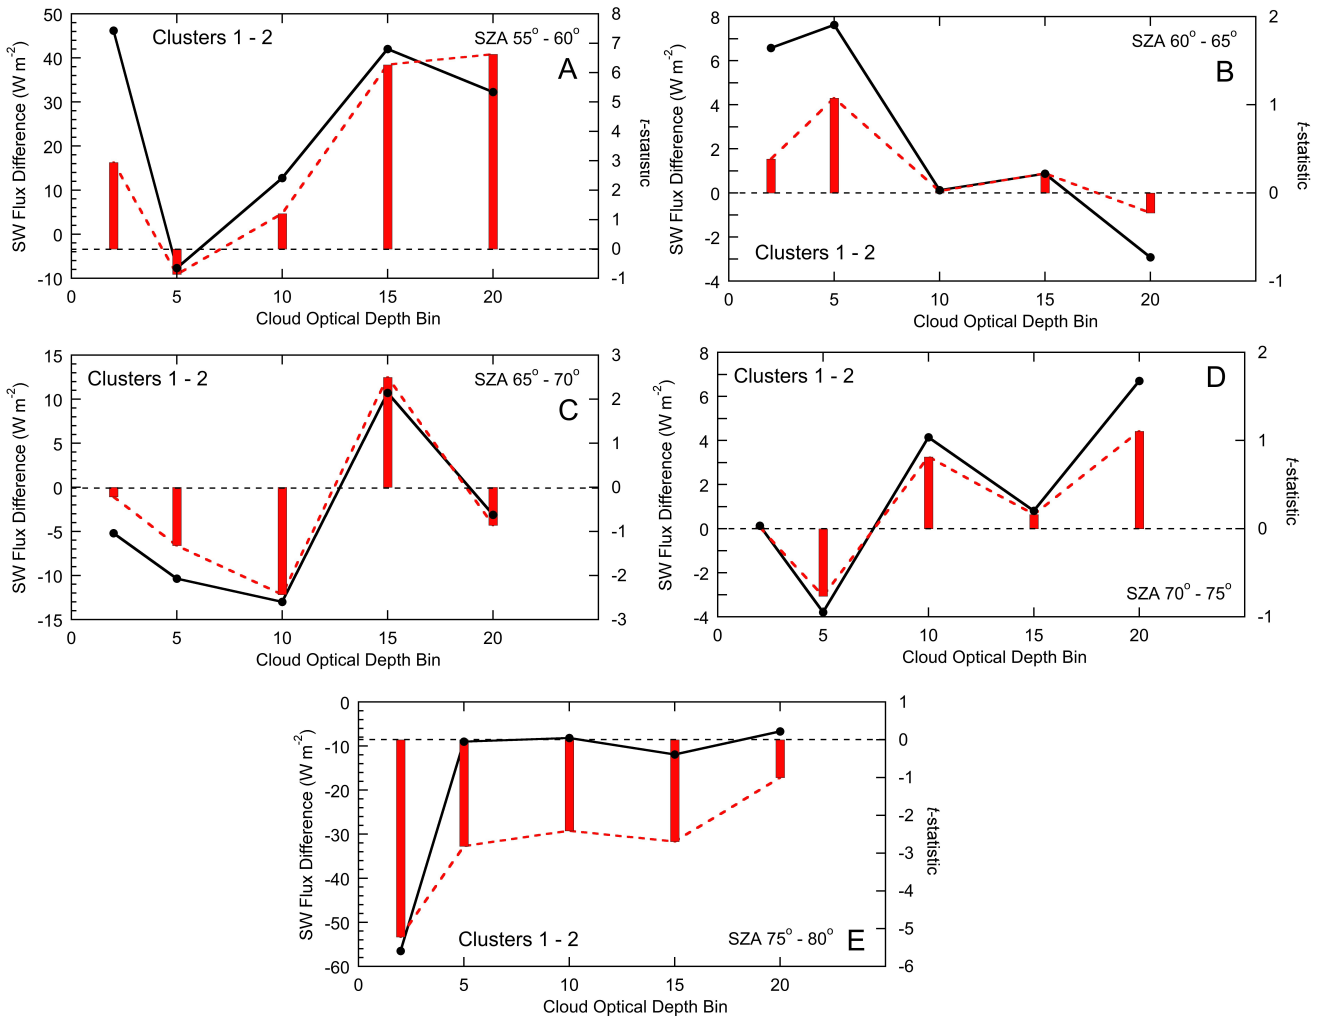 Clusters 1 - 2
SZA 55° - 60°
A
SW Flux Difference (W m⁻²)
50
40
30
20
10
0
-10
8
7
6
5
4
3
2
1
0
-1
t-statistic
0 5 10 15 20
Cloud Optical Depth Bin
SZA 60° - 65°
B
Clusters 1 - 2
SW Flux Difference (W m⁻²)
8
6
4
2
0
-2
-4
2
1
0
-1
t-statistic
0 5 10 15 20
Cloud Optical Depth Bin
Clusters 1 - 2
SZA 65° - 70°
C
SW Flux Difference (W m⁻²)
15
10
5
0
-5
-10
-15
3
2
1
0
-1
-2
-3
0 5 10 15 20
Cloud Optical Depth Bin
Clusters 1 - 2
D
SZA 70° - 75°
SW Flux Difference (W m⁻²)
8
6
4
2
0
-2
-4
2
1
0
-1
t-statistic
0 5 10 15 20
Cloud Optical Depth Bin
SW Flux Difference (W m⁻²)
0
-10
-20
-30
-40
-50
-60
1
0
-1
-2
-3
-4
-5
-6
t-statistic
Clusters 1 - 2
SZA 75° - 80°
E
0 5 10 15 20
Cloud Optical Depth Bin